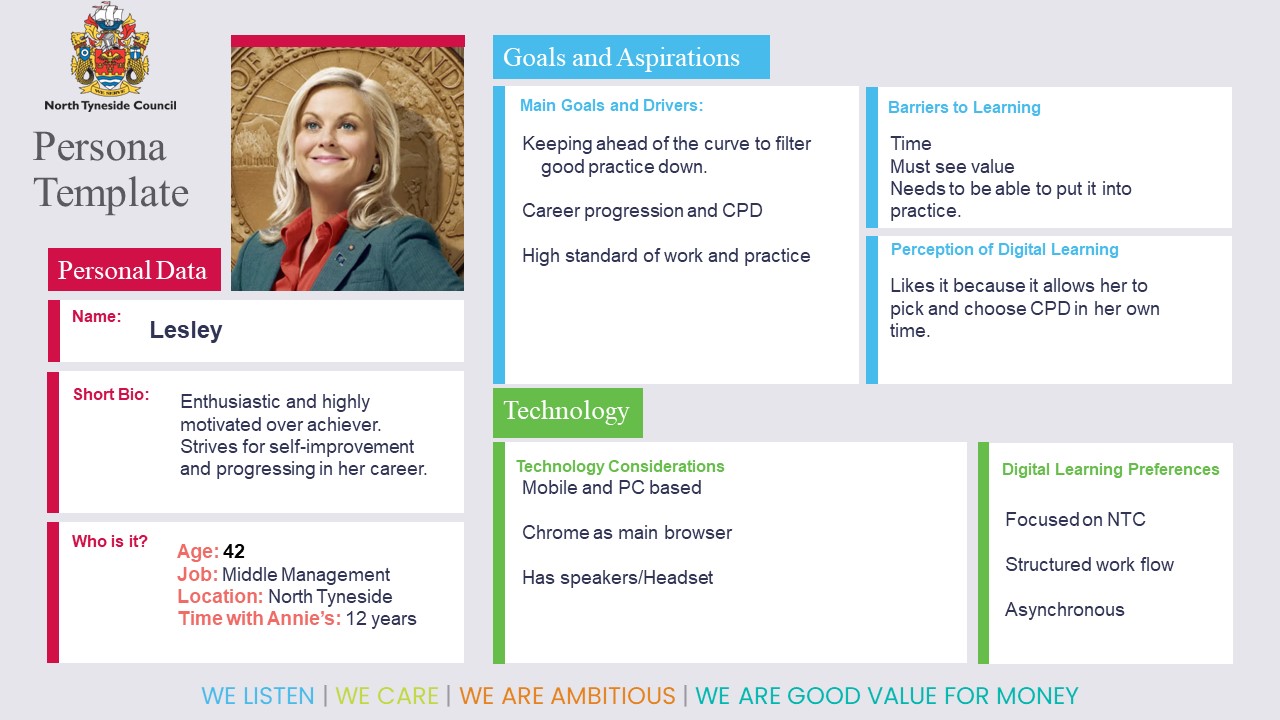 North Tyneside Council
Persona
Template
Personal Data
Name:
Lesley
Short Bio:
Enthusiastic and highly
motivated over achiever.
Strives for self-improvement
and progressing in her career.
Who is it?
Age: 42
Job: Middle Management
Location: North Tyneside
Time with Annie's: 12 years
Goals and Aspirations
Main Goals and Drivers:
Keeping ahead of the curve to filter
good practice down.
Career progression and CPD
High standard of work and practice
Barriers to Learning
Time
Must see value
Needs to be able to put it into
practice.
Perception of Digital Learning
Likes it because it allows her to
pick and choose CPD in her own
time.
Technology
Technology Considerations
Mobile and PC based
Chrome as main browser
Has speakers/Headset
Digital Learning Preferences
Focused on NTC
Structured work flow
Asynchronous
WE LISTEN | WE CARE | WE ARE AMBITIOUS | WE ARE GOOD VALUE FOR MONEY